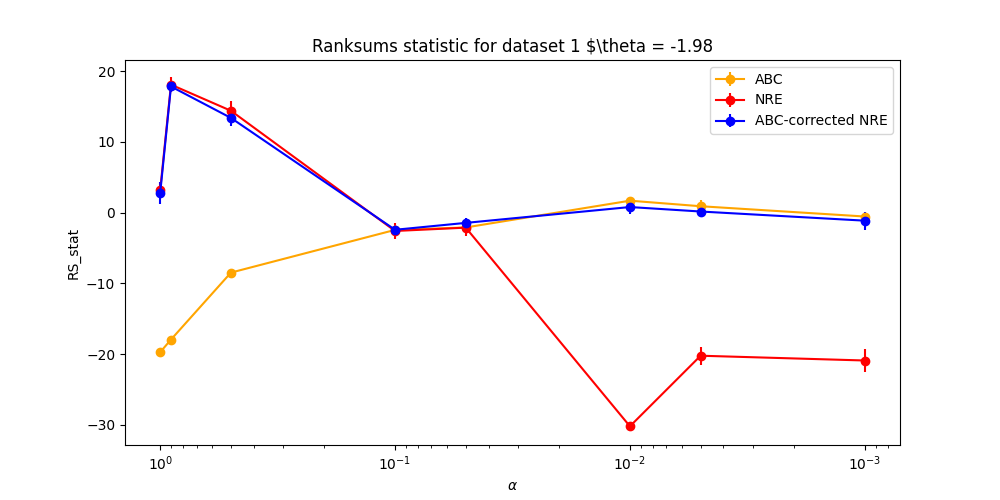 Ranksums statistic for dataset 1 $\theta = -1.98
ABC
NRE
ABC-corrected NRE
RS_stat
20
10
0
−10
−20
−30
10⁰
10⁻¹
10⁻²
10⁻³
α